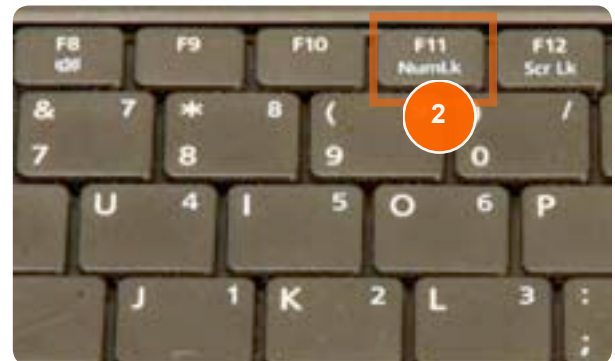 F8 F9 F10 F11 F12
NumLk Scr Lk
& 7 * 8 ( ) /
7 8 9 2 0
U 4 I 5 O 6 P
J 1 K 2 L 3 :
;